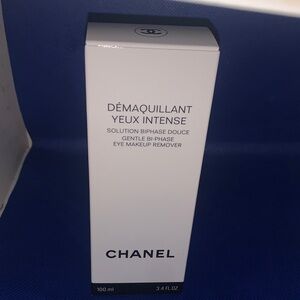 DÉMAQUILLANT
YEUX INTENSE
SOLUTION BIPHASE DOUCE
GENTLE BI-PHASE
EYE MAKEUP REMOVER
CHANEL
100 ml 3.4 FL.OZ